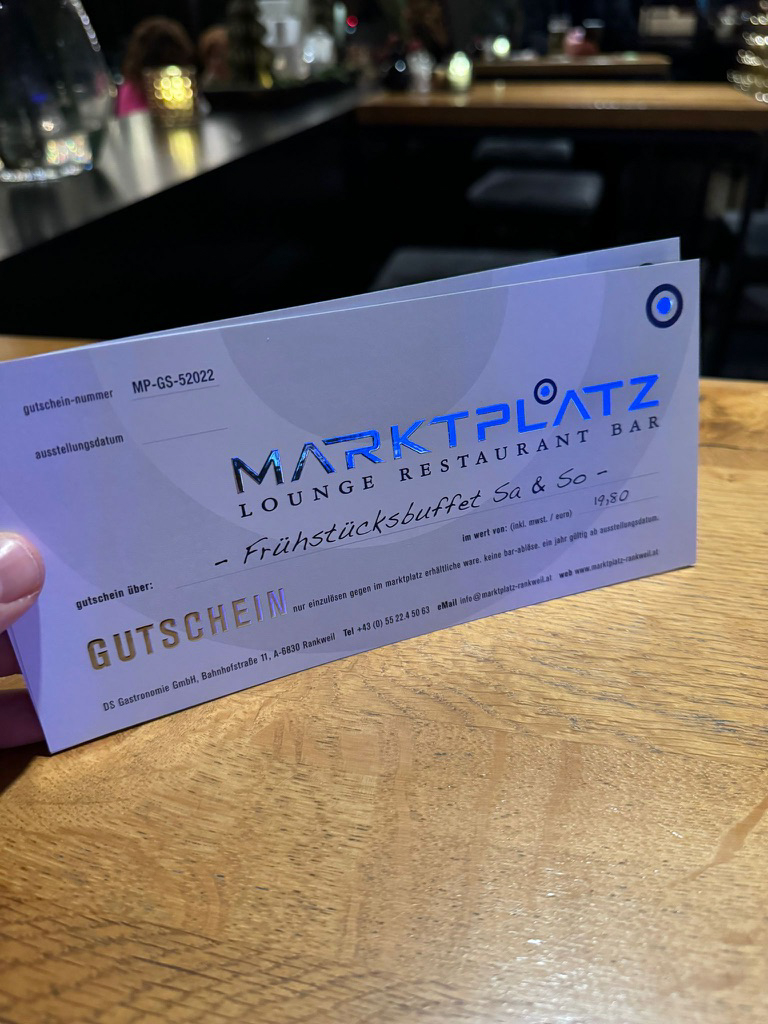 gutschein-nummer MP-GS-52022
ausstellungsdatum
MARKTPLATZ
LOUNGE RESTAURANT BAR
gutschein über: - Frühstücksbuffet Sa & So -
im wert von: (inkl. mwst. / euro) 19,80
GUTSCHEIN nur einzulösen gegen im marktplatz erhältliche ware. keine bar-ablöse. ein jahr gültig ab ausstellungsdatum.
DS Gastronomie GmbH, Bahnhofstraße 11, A-6830 Rankweil Tel +43 (0) 55 22.4 50 63 eMail info@marktplatz-rankweil.at web www.marktplatz-rankweil.at